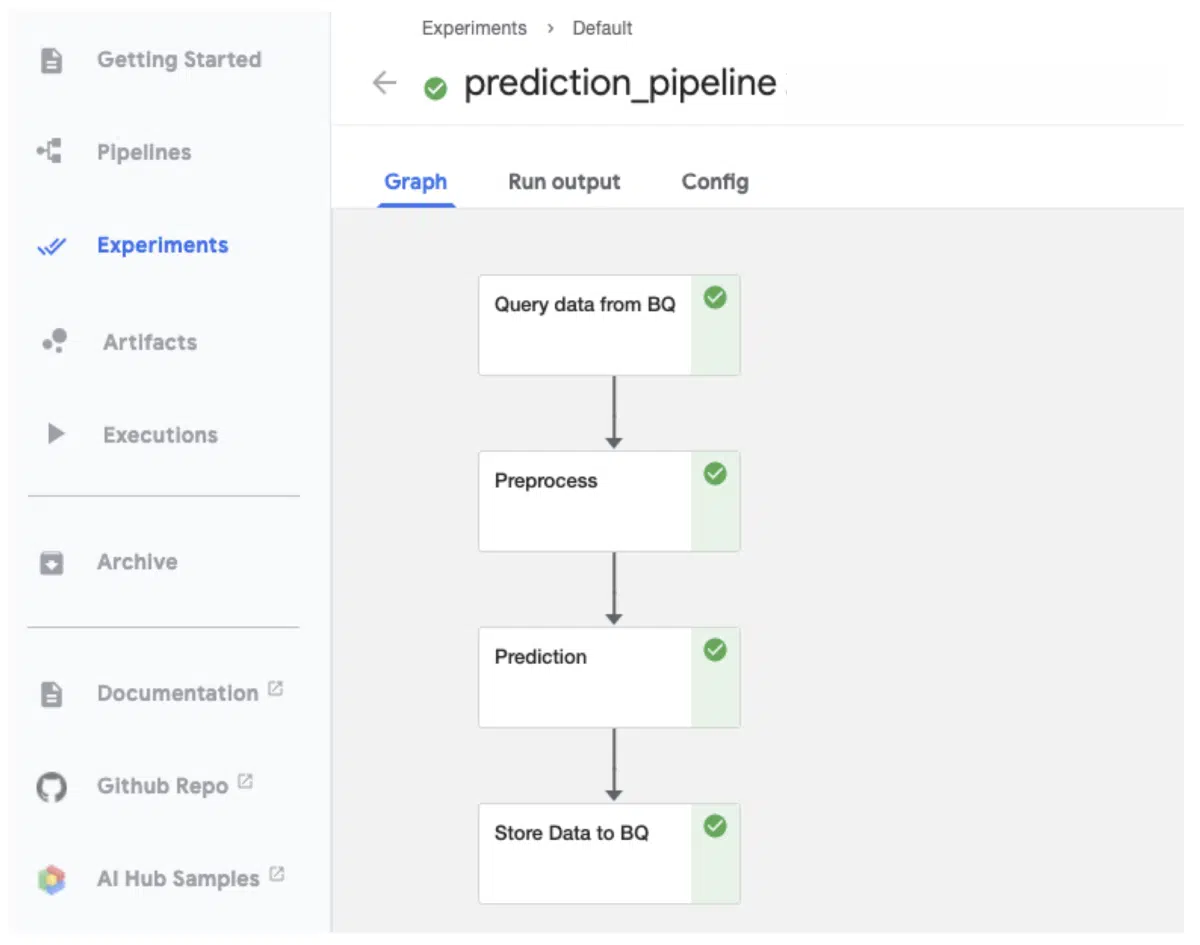 Getting Started
Pipelines
Experiments
Artifacts
Executions
Archive
Documentation
Github Repo
AI Hub Samples
Experiments › Default
prediction_pipeline
Graph Run output Config
Query data from BQ
Preprocess
Prediction
Store Data to BQ